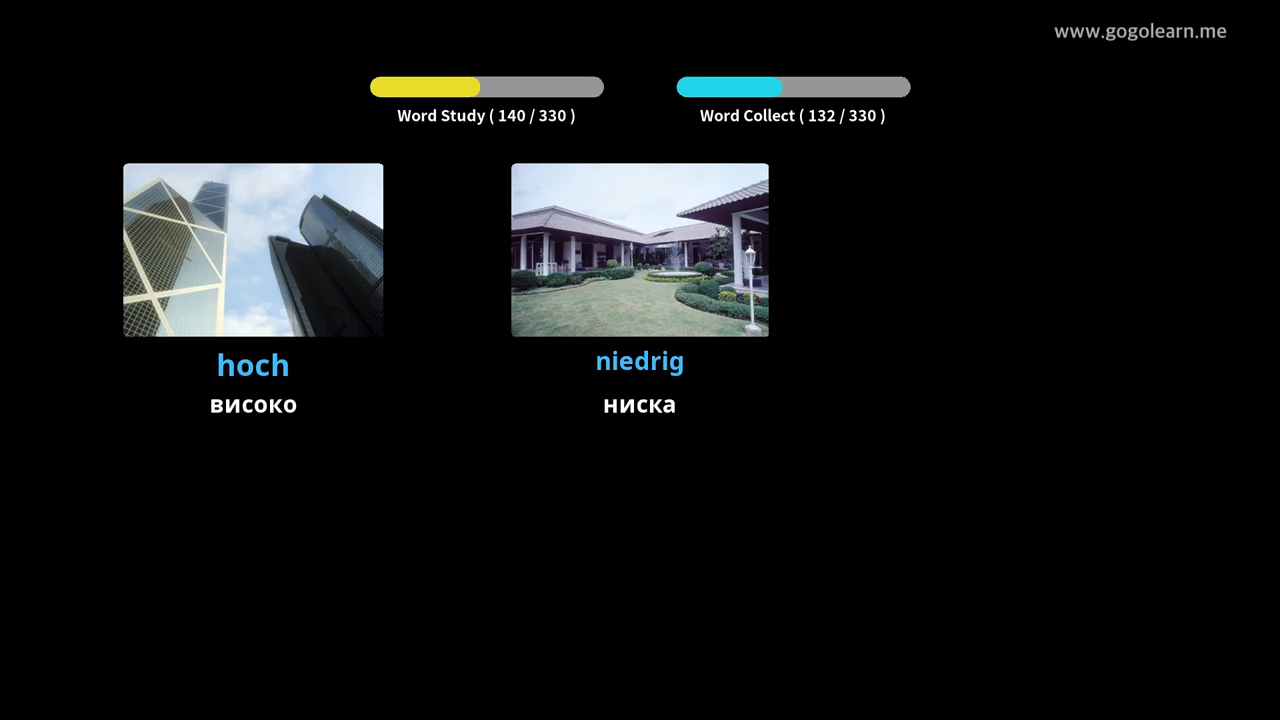 www.gogolearn.me
Word Study ( 140 / 330 )
Word Collect ( 132 / 330 )
hoch
високо
niedrig
ниска